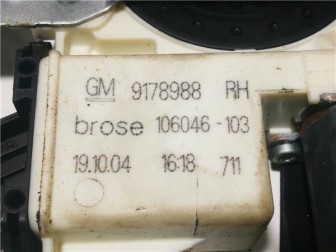 GM 9178988 RH
brose 106046-103
19.10.04 16:18 711